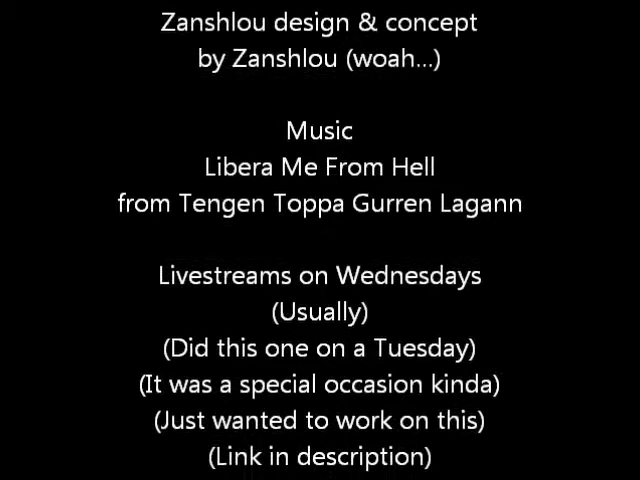 Zanshlou design & concept
by Zanshlou (woah...)
Music
Libera Me From Hell
from Tengen Toppa Gurren Lagann
Livestreams on Wednesdays
(Usually)
(Did this one on a Tuesday)
(It was a special occasion kinda)
(Just wanted to work on this)
(Link in description)